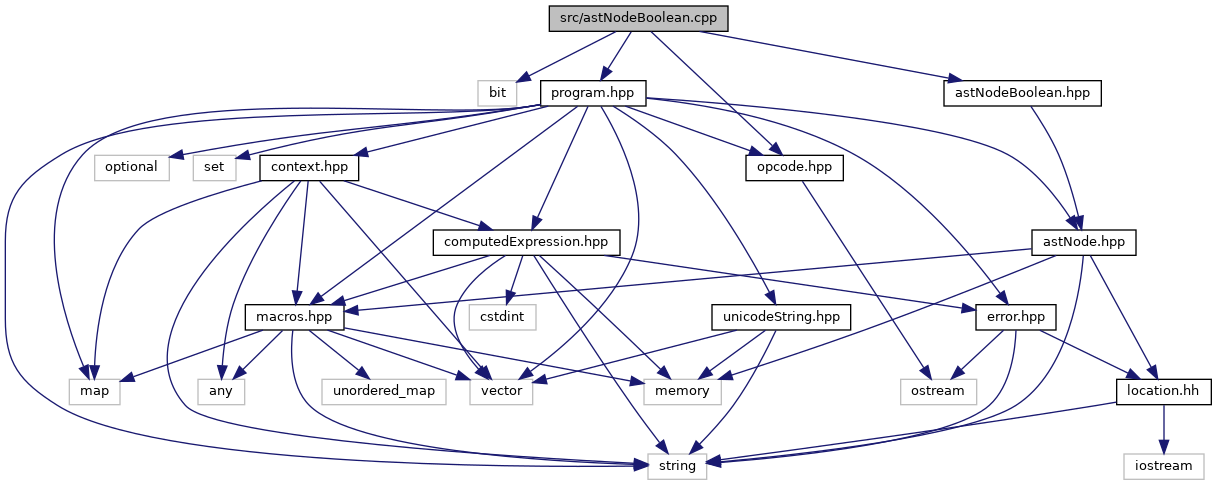 src/astNodeBoolean.cpp
bit
program.hpp
astNodeBoolean.hpp
optional
set
context.hpp
opcode.hpp
computedExpression.hpp
astNode.hpp
macros.hpp
cstdint
unicodeString.hpp
error.hpp
map
any
unordered_map
vector
memory
ostream
location.hh
string
iostream